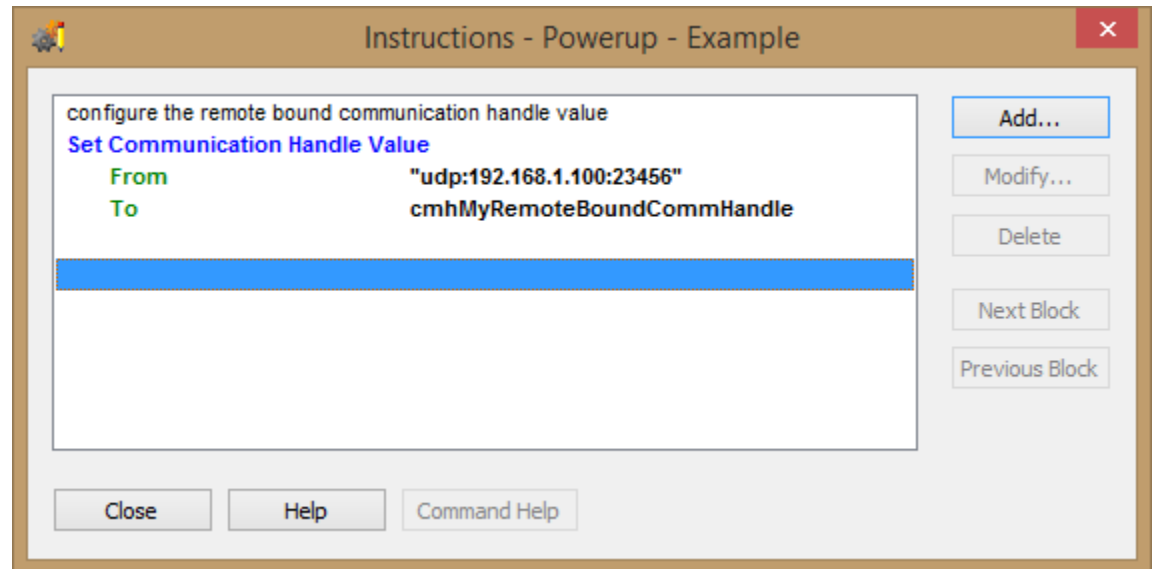 Instructions - Powerup - Example
configure the remote bound communication handle value
Set Communication Handle Value
From "udp:192.168.1.100:23456"
To cmhMyRemoteBoundCommHandle
Add...
Modify...
Delete
Next Block
Previous Block
Close Help Command Help